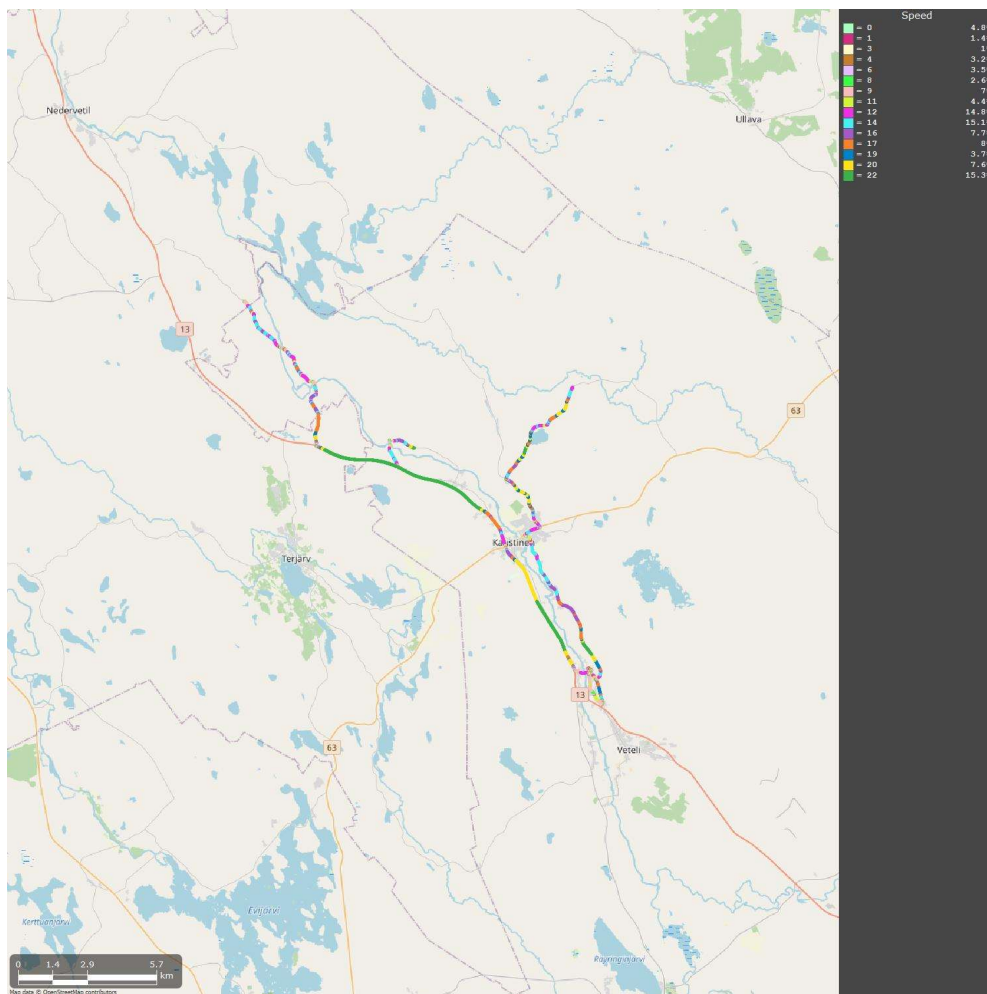 Speed
= 0 4.8
= 1 1.4
= 3 1
= 4 3.2
= 6 3.5
= 8 2.6
= 9 7
= 11 4.4
= 12 14.8
= 14 15.1
= 16 7.7
= 17 8
= 19 3.7
= 20 7.6
= 22 15.3
Nedervetil
Ullava
13
63
Kaustinen
Terjärv
13
63
Veteli
Evijärvi
Kerttuanjärvi
0 1.4 2.9 5.7
km
Map data © OpenStreetMap contributors